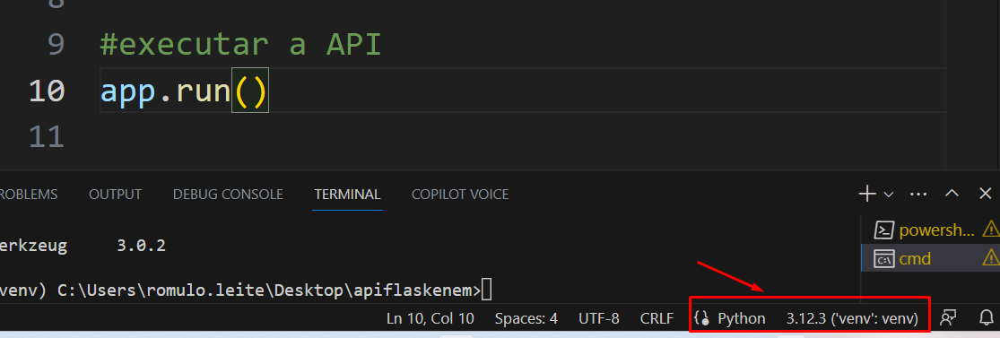 8
9 #executar a API
10 app.run()
11
ROBLEMS OUTPUT DEBUG CONSOLE TERMINAL COPILOT VOICE
erkzeug 3.0.2
powersh...
cmd
venv) C:\Users\romulo.leite\Desktop\apiflaskenem>
Ln 10, Col 10 Spaces: 4 UTF-8 CRLF {} Python 3.12.3 ('venv': venv)